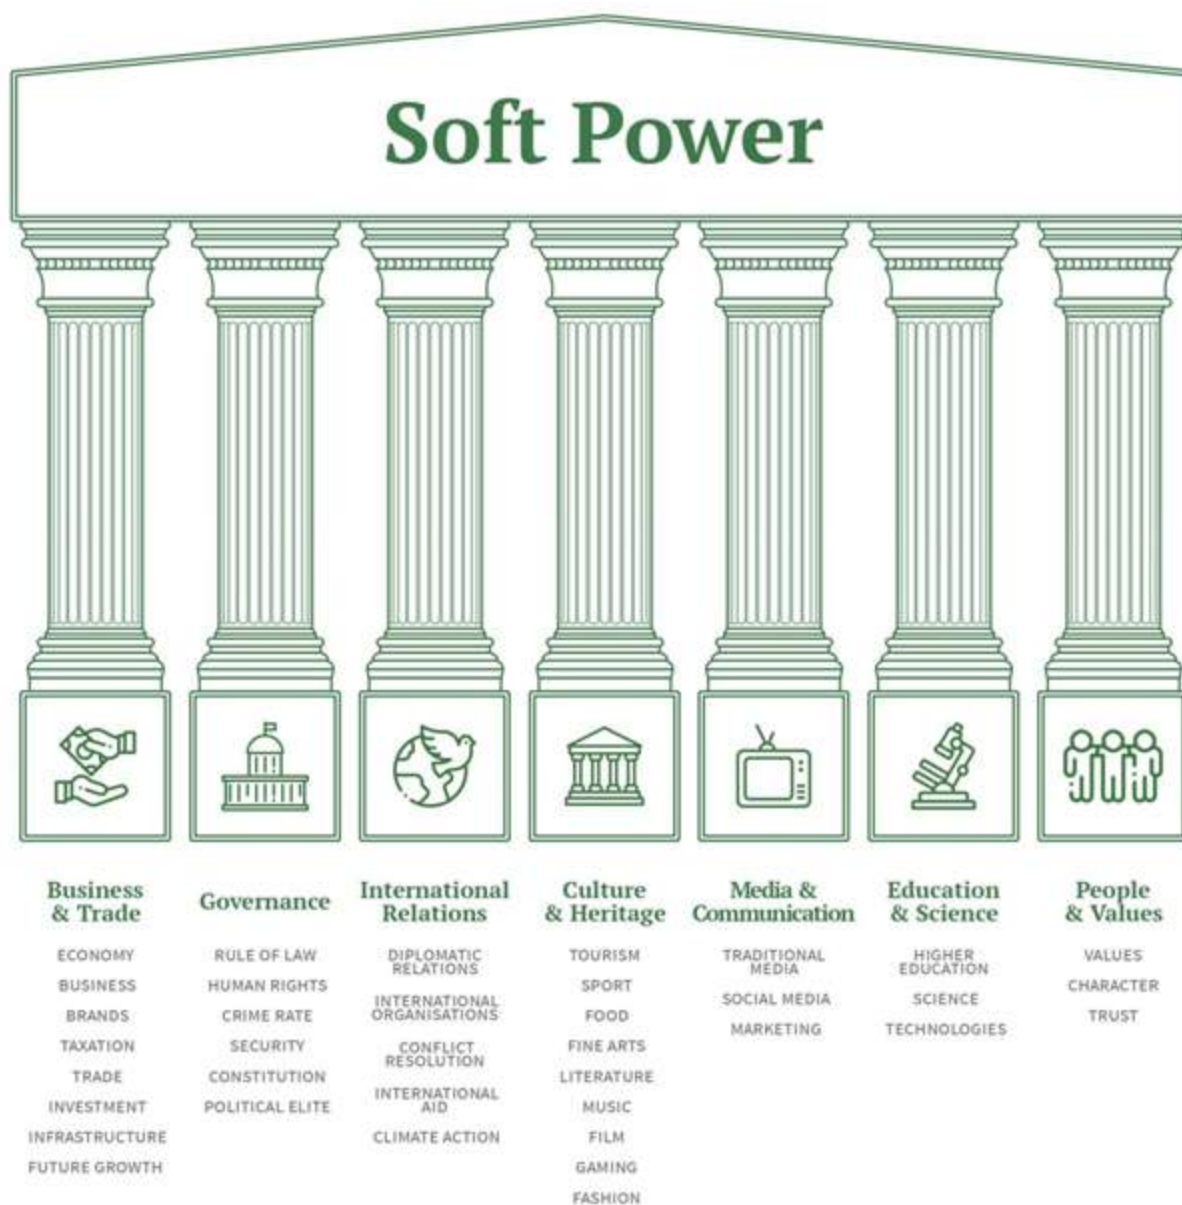 Soft Power
Business
& Trade
ECONOMY
BUSINESS
BRANDS
TAXATION
TRADE
INVESTMENT
INFRASTRUCTURE
FUTURE GROWTH
Governance
RULE OF LAW
HUMAN RIGHTS
CRIME RATE
SECURITY
CONSTITUTION
POLITICAL ELITE
International
Relations
DIPLOMATIC
RELATIONS
INTERNATIONAL
ORGANISATIONS
CONFLICT
RESOLUTION
INTERNATIONAL
AID
CLIMATE ACTION
Culture
& Heritage
TOURISM
SPORT
FOOD
FINE ARTS
LITERATURE
MUSIC
FILM
GAMING
FASHION
Media &
Communication
TRADITIONAL
MEDIA
SOCIAL MEDIA
MARKETING
Education
& Science
HIGHER
EDUCATION
SCIENCE
TECHNOLOGIES
People
& Values
VALUES
CHARACTER
TRUST